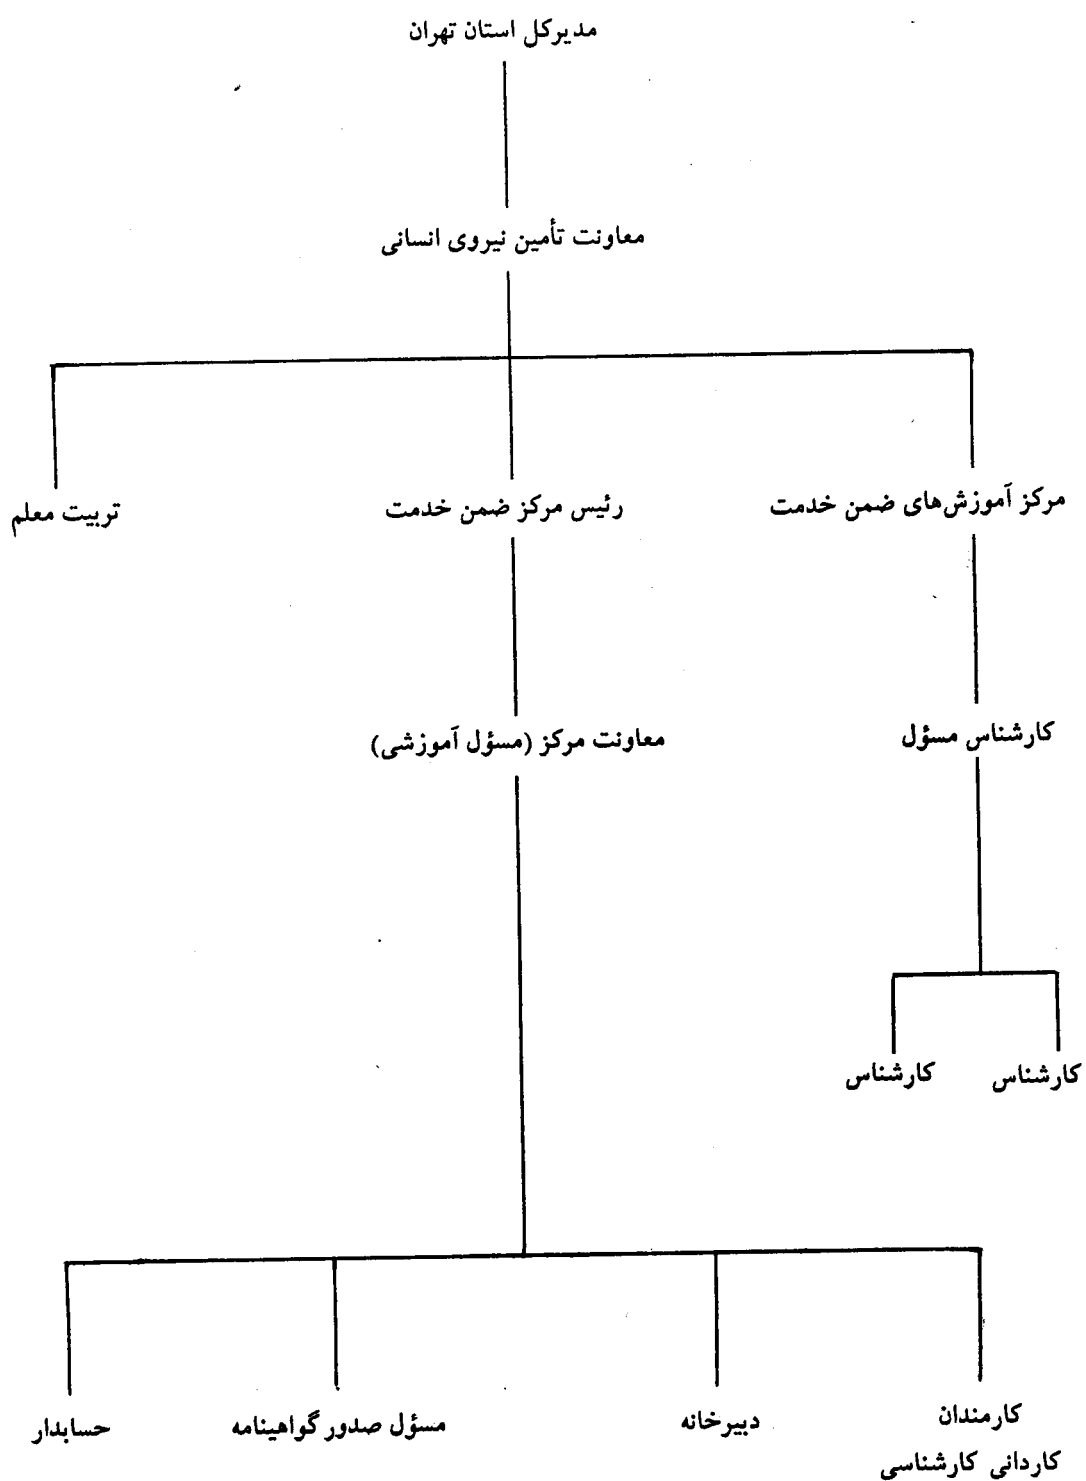 مدیرکل استان تهران
معاونت تأمین نیروی انسانی
مرکز آموزش‌های ضمن خدمت
رئیس مرکز ضمن خدمت
تربیت معلم
کارشناس مسؤل
معاونت مرکز (مسؤل آموزشی)
کارشناس
کارشناس
کارمندان
کاردانی کارشناسی
دبیرخانه
مسؤل صدور گواهینامه
حسابدار